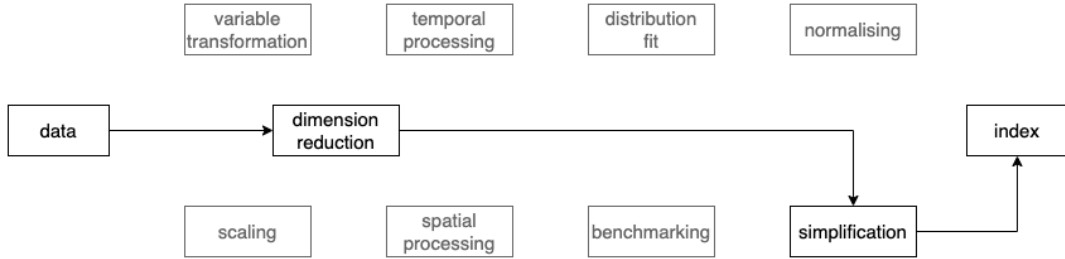 variable
transformation
temporal
processing
distribution
fit
normalising
data
dimension
reduction
index
scaling
spatial
processing
benchmarking
simplification